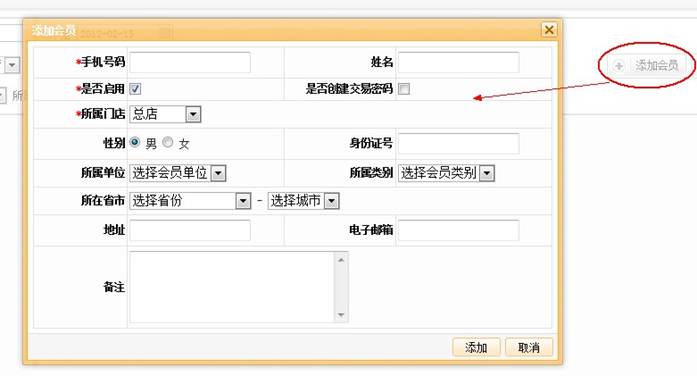 添加会员
2012-02-15
添加会员
*手机号码 姓名
*是否启用 是否创建交易密码
*所属门店 总店
性别 男 女 身份证号
所属单位 选择会员单位 所属类别 选择会员类别
所在省市 选择省份 - 选择城市
地址 电子邮箱
备注
添加 取消